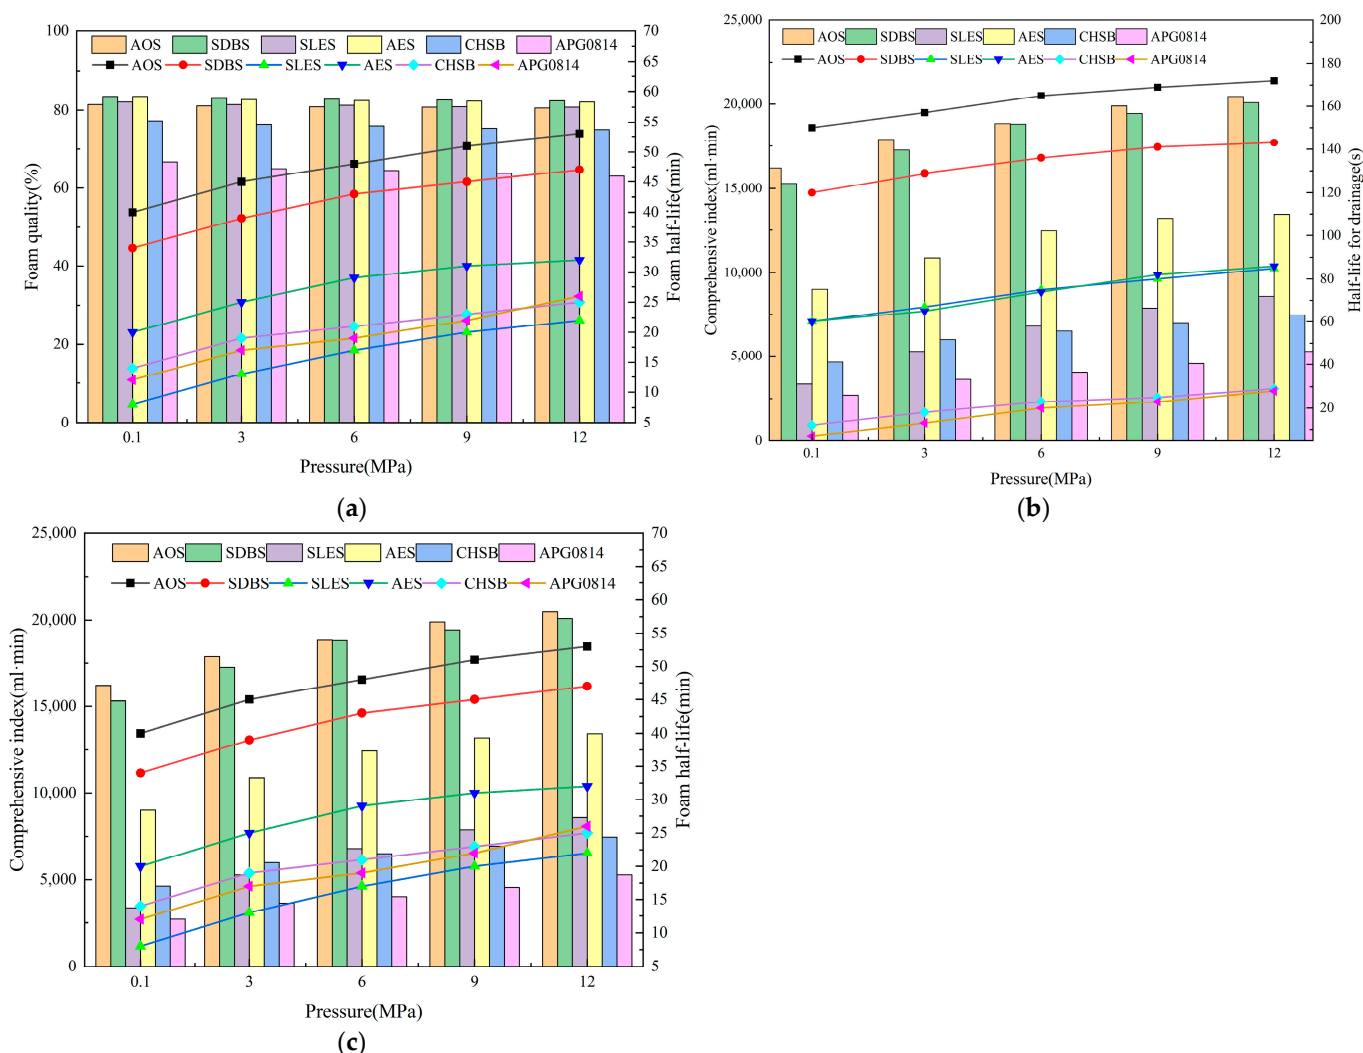 100
80
60
40
20
0
Foam quality(%)
AOS SDBS SLES AES CHSB APG0814
AOS SDBS SLES AES CHSB APG0814
70
65
60
55
50
45
40
35
30
25
20
15
10
5
Foam half-life(min)
0.1 3 6 9 12
Pressure(MPa)
(a)
25,000
20,000
15,000
10,000
5,000
0
Comprehensive index(ml·min)
AOS SDBS SLES AES CHSB APG0814
AOS SDBS SLES AES CHSB APG0814
200
180
160
140
120
100
80
60
40
20
Half-life for drainage(s)
0.1 3 6 9 12
Pressure(MPa)
(b)
25,000
20,000
15,000
10,000
5,000
0
Comprehensive index(ml·min)
AOS SDBS SLES AES CHSB APG0814
AOS SDBS SLES AES CHSB APG0814
70
65
60
55
50
45
40
35
30
25
20
15
10
5
Foam half-life(min)
0.1 3 6 9 12
Pressure(MPa)
(c)